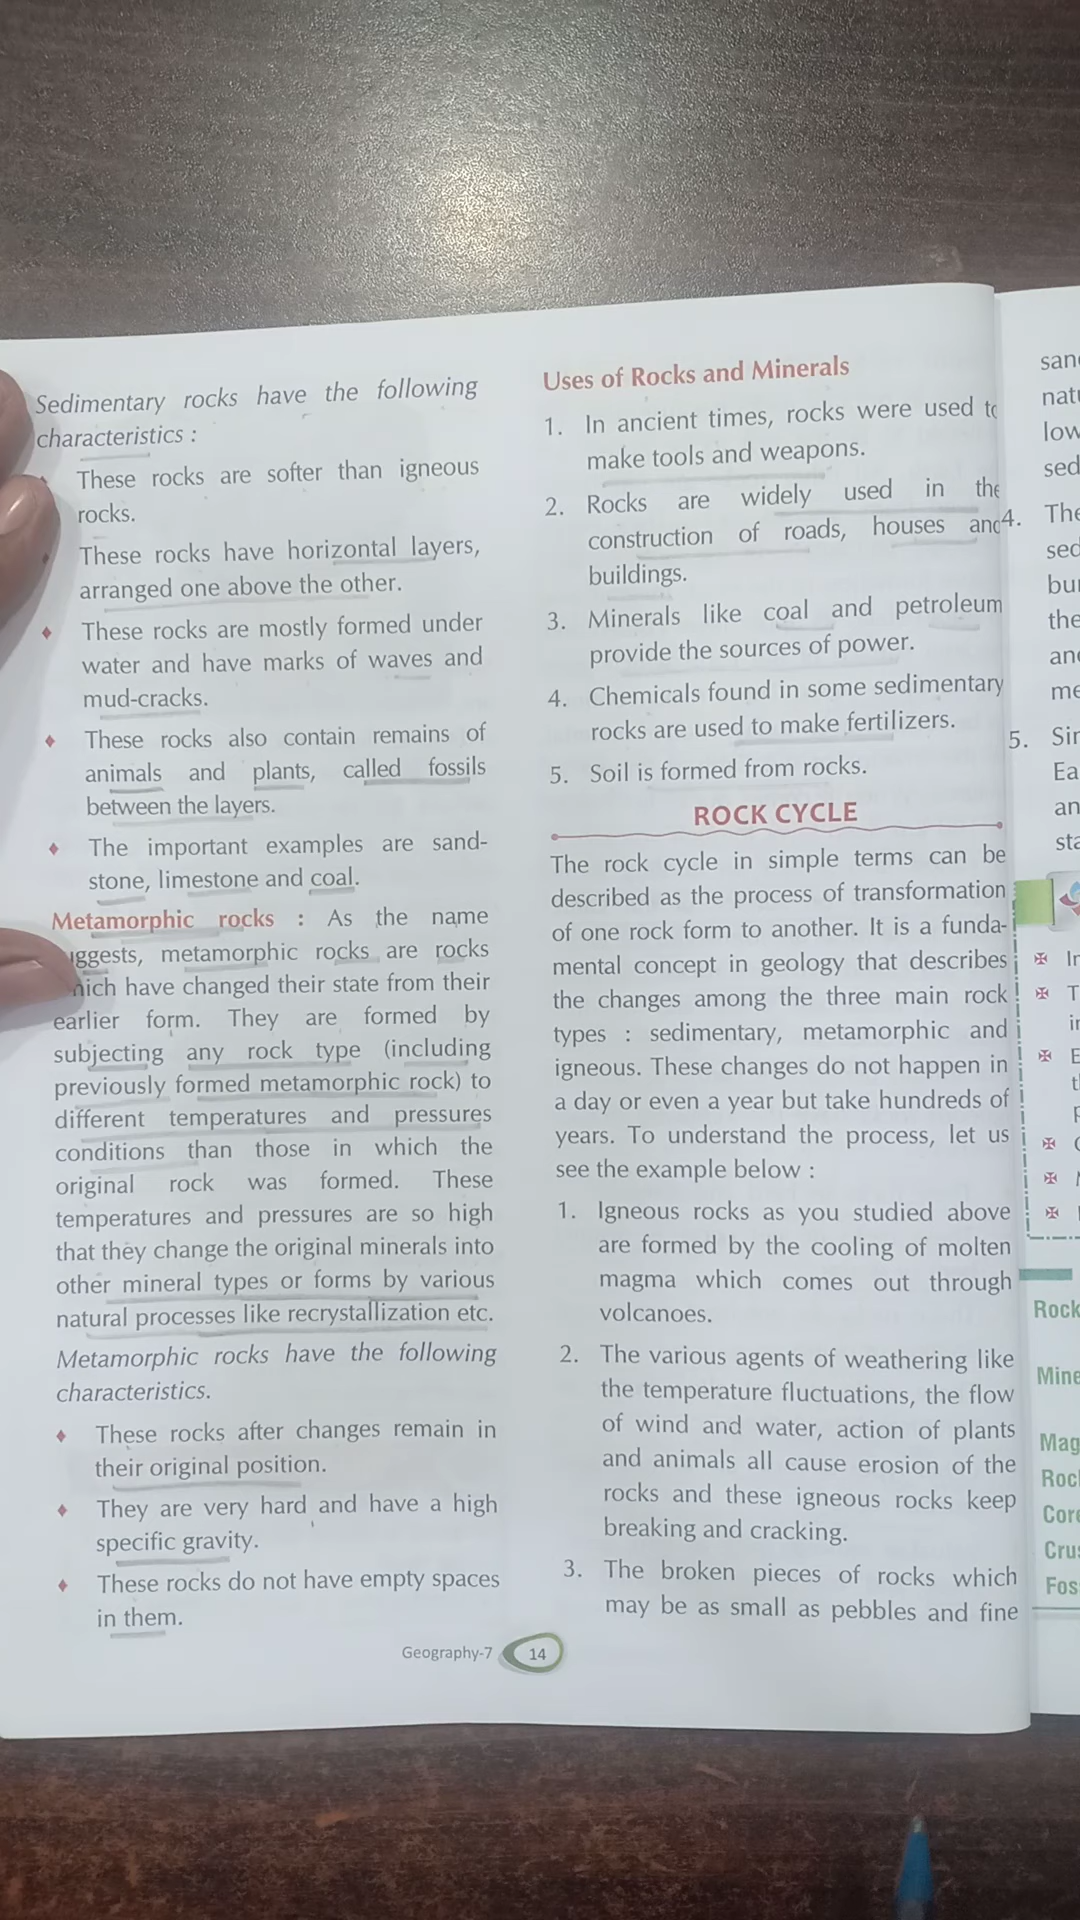 Sedimentary rocks have the following
characteristics :
These rocks are softer than igneous
rocks.
These rocks have horizontal layers,
arranged one above the other.
♦ These rocks are mostly formed under
water and have marks of waves and
mud-cracks.
♦ These rocks also contain remains of
animals and plants, called fossils
between the layers.
♦ The important examples are sand-
stone, limestone and coal.
Metamorphic rocks : As the name
metamorphic rocks are rocks
have changed their state from their
earlier form. They are formed by
subjecting any rock type (including
previously formed metamorphic rock) to
different temperatures and pressures
conditions than those in which the
original rock was formed. These
temperatures and pressures are so high
that they change the original minerals into
other mineral types or forms by various
natural processes like recrystallization etc.
Metamorphic rocks have the following
characteristics.
♦ These rocks after changes remain in
their original position.
♦ They are very hard and have a high
specific gravity.
♦ These rocks do not have empty spaces
in them.
Uses of Rocks and Minerals
1. In ancient times, rocks were used
make tools and weapons.
2. Rocks are widely used in
construction of roads, houses
buildings.
3. Minerals like coal and petroleum
provide the sources of power.
4. Chemicals found in some sedimentary
rocks are used to make fertilizers.
5. Soil is formed from rocks.
ROCK CYCLE
The rock cycle in simple terms can be
described as the process of transformation
of one rock form to another. It is a funda-
mental concept in geology that describes
the changes among the three main rock
types : sedimentary, metamorphic and
igneous. These changes do not happen in
a day or even a year but take hundreds of
years. To understand the process, let us
see the example below :
1. Igneous rocks as you studied above
are formed by the cooling of molten
magma which comes out through
volcanoes.
2. The various agents of weathering like
the temperature fluctuations, the flow
of wind and water, action of plants
and animals all cause erosion of the
rocks and these igneous rocks keep
breaking and cracking.
3. The broken pieces of rocks which
may be as small as pebbles and fine
Geography-7 14
4.
5.
Rock